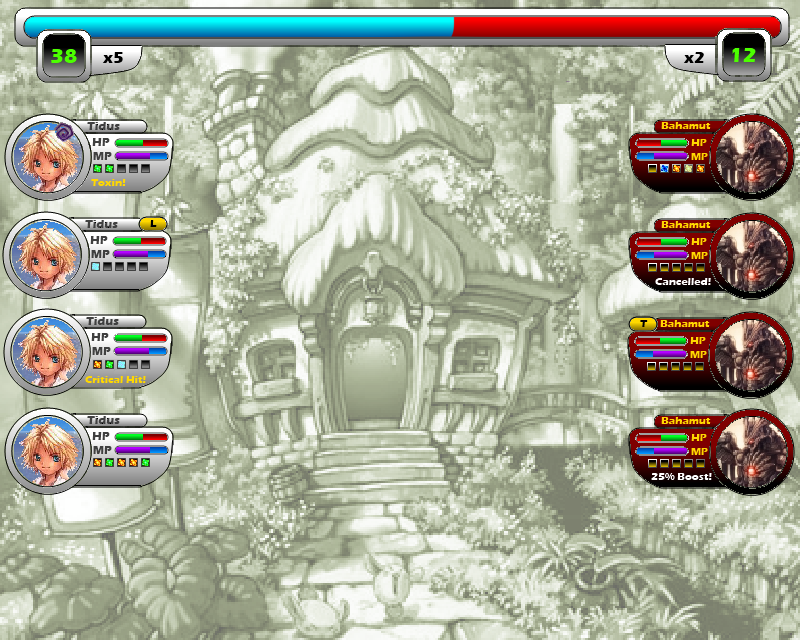 38
x5
x2
12
Tidus
HP
MP
Toxin!
Tidus
L
HP
MP
Tidus
HP
MP
Critical Hit!
Tidus
HP
MP
Bahamut
HP
MP
Bahamut
HP
MP
Cancelled!
T
Bahamut
HP
MP
Bahamut
HP
MP
25% Boost!